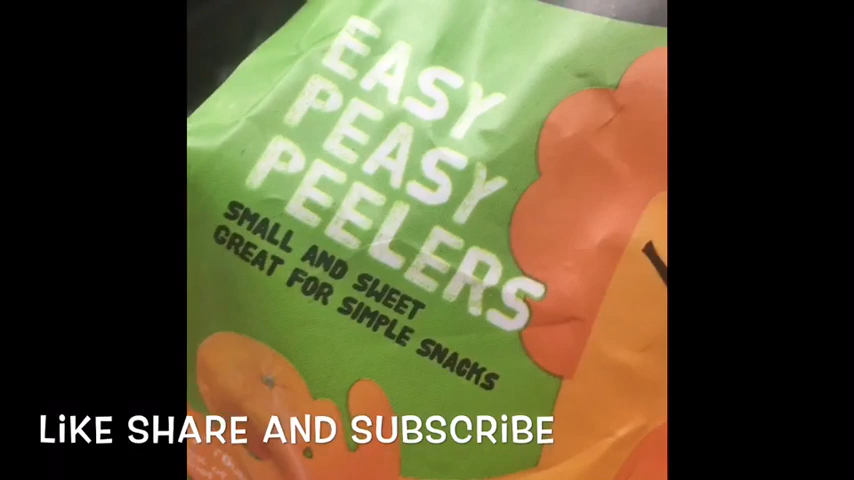 EASY
PEASY
PEELERS
SMALL AND SWEET
GREAT FOR SIMPLE SNACKS
LIKE SHARE AND SUBSCRIBE